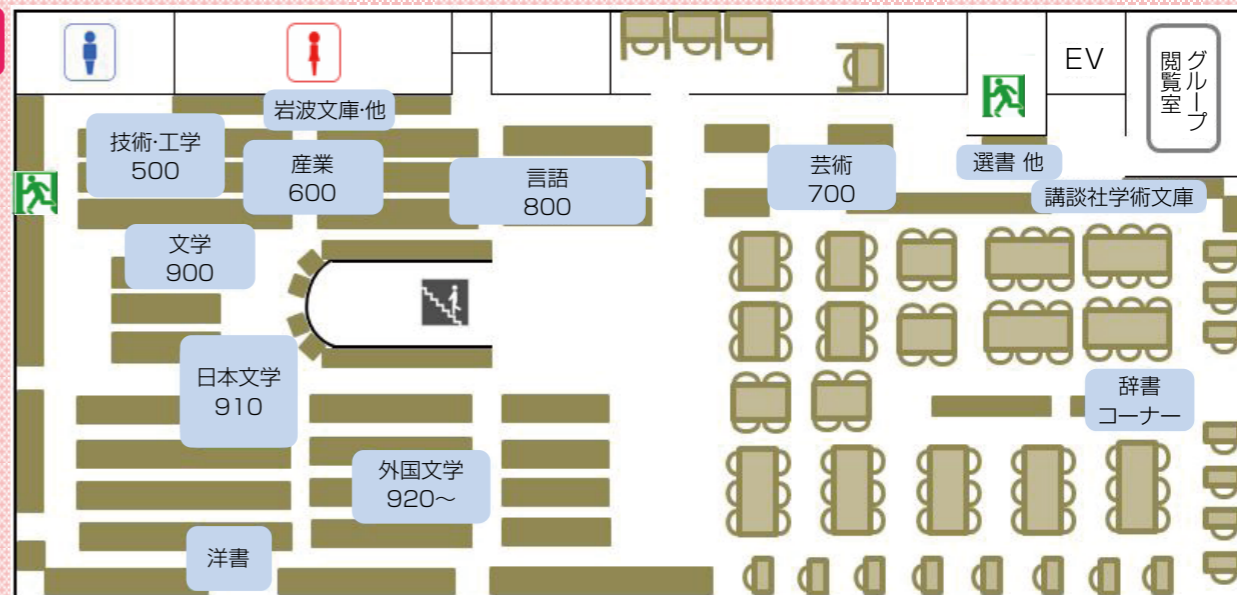 EV
グループ
閲覧室
岩波文庫・他
技術・工学
500
産業
600
言語
800
芸術
700
選書 他
講談社学術文庫
文学
900
日本文学
910
辞書
コーナー
外国文学
920～
洋書